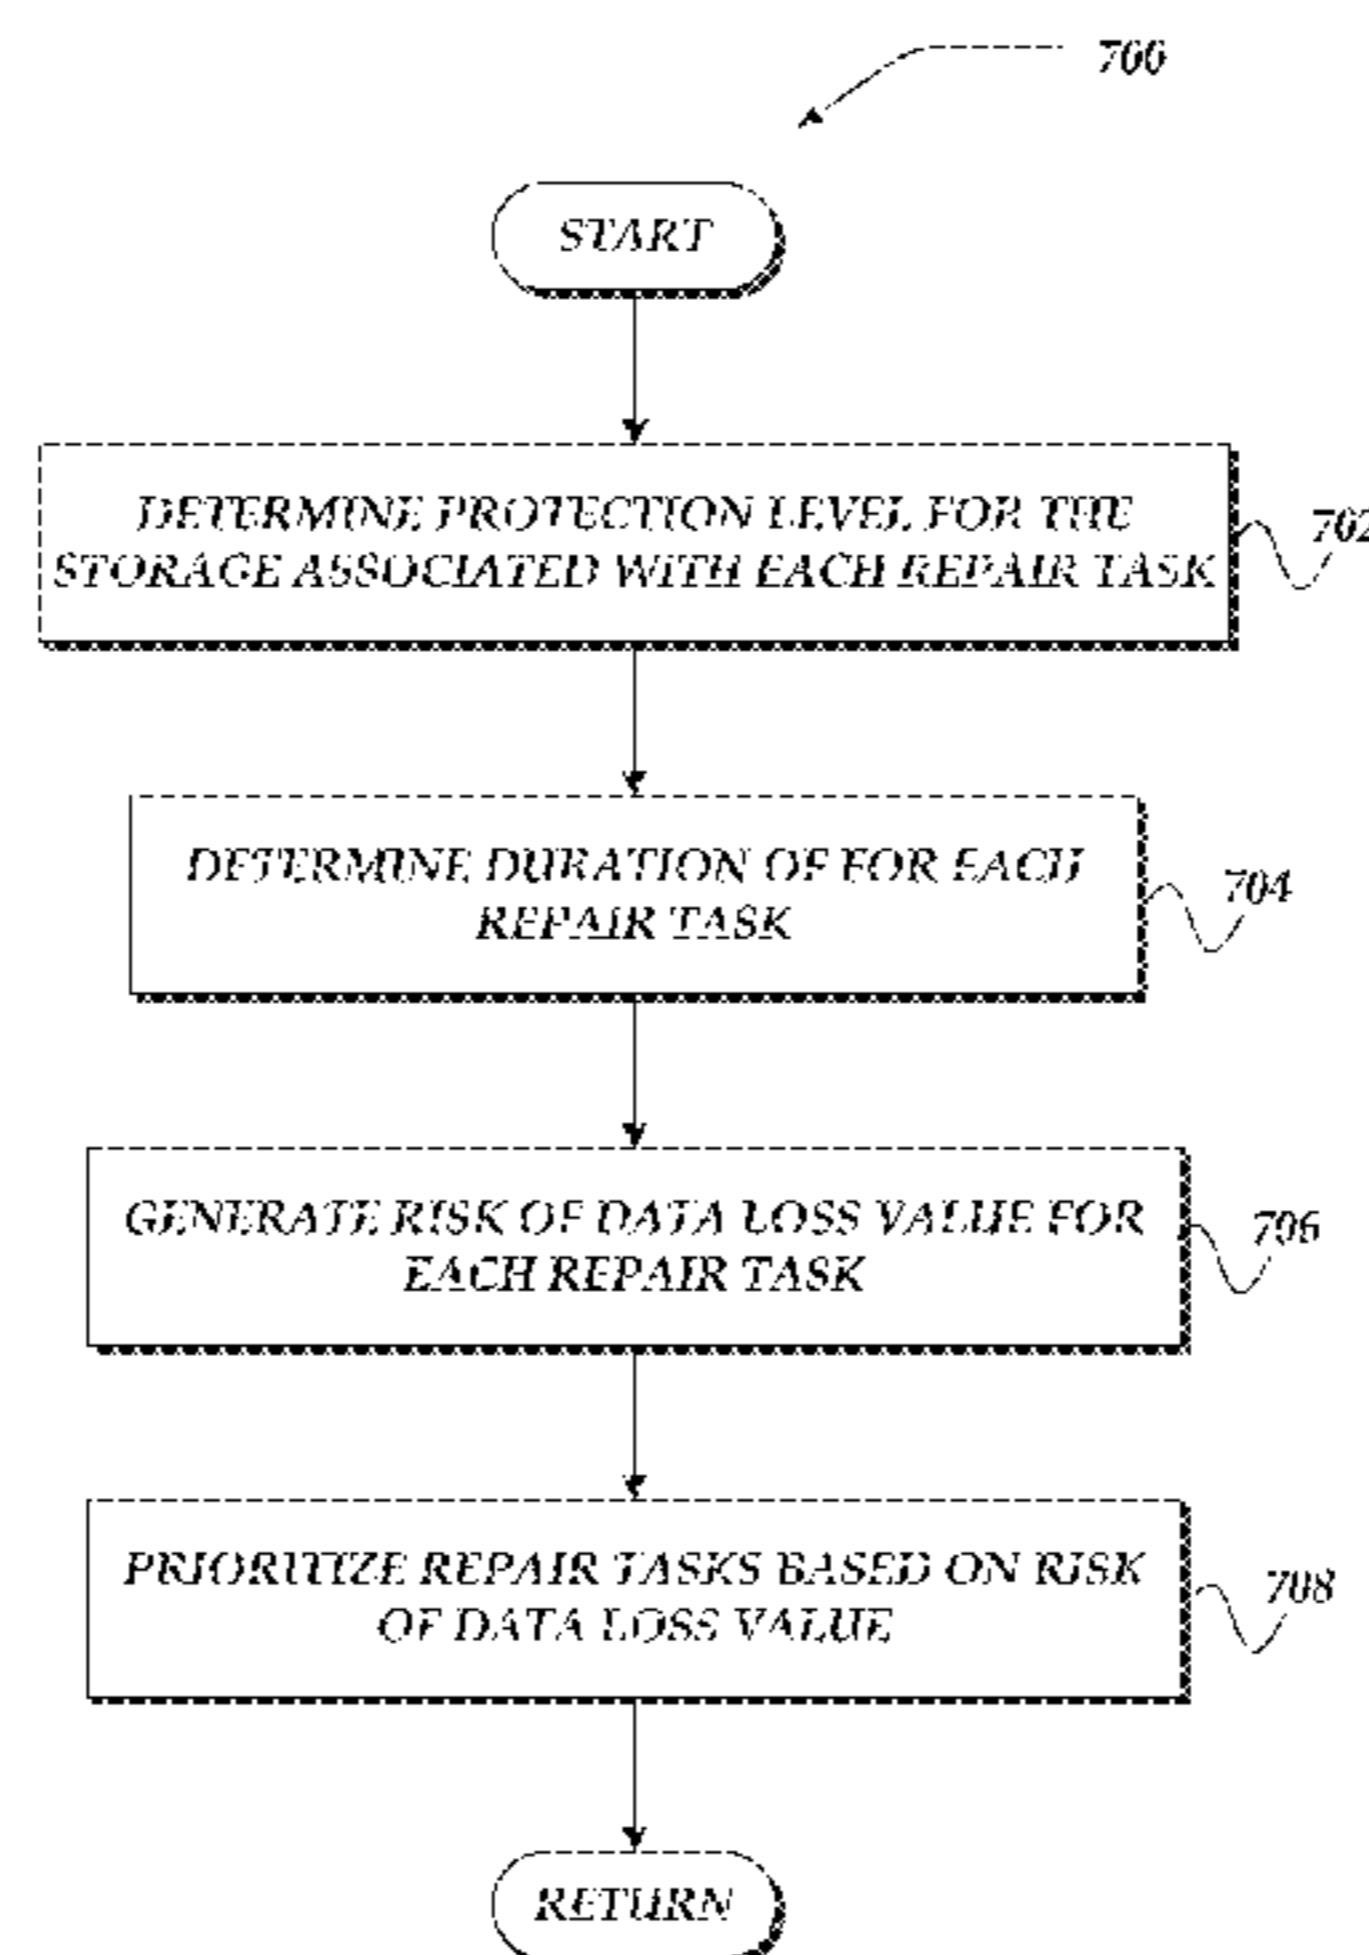 700
START
DETERMINE PROTECTION LEVEL FOR THE
STORAGE ASSOCIATED WITH EACH REPAIR TASK
702
DETERMINE DURATION OF FOR EACH
REPAIR TASK
704
GENERATE RISK OF DATA LOSS VALUE FOR
EACH REPAIR TASK
706
PRIORITIZE REPAIR TASKS BASED ON RISK
OF DATA LOSS VALUE
708
RETURN